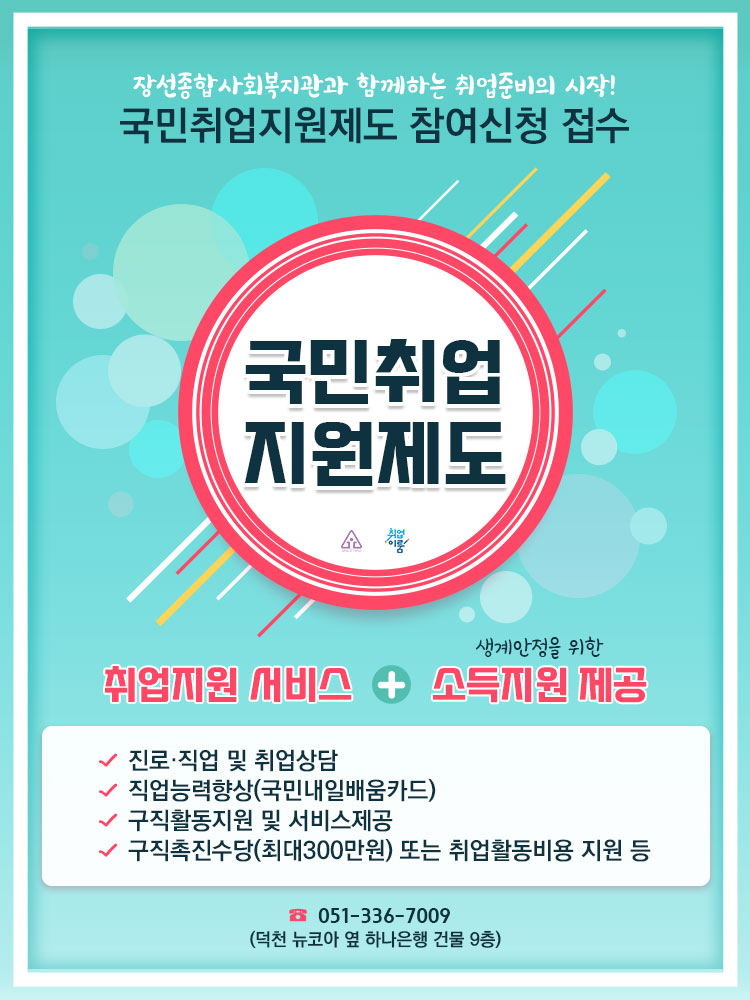 장선종합사회복지관과 함께하는 취업준비의 시작!
국민취업지원제도 참여신청 접수
국민취업
지원제도
취업
이룸
생계안정을 위한
취업지원 서비스 + 소득지원 제공
✓ 진로·직업 및 취업상담
✓ 직업능력향상(국민내일배움카드)
✓ 구직활동지원 및 서비스제공
✓ 구직촉진수당(최대300만원) 또는 취업활동비용 지원 등
☎ 051-336-7009
(덕천 뉴코아 옆 하나은행 건물 9층)